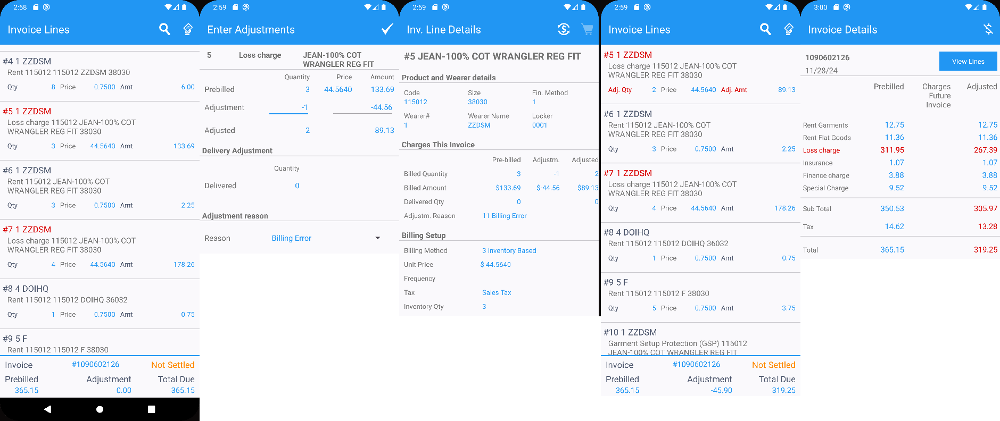 2:58
Invoice Lines
#4 1 ZZDSM
Rent 115012 115012 ZZDSM 38030
Qty 8 Price 0.7500 Amt 6.00
#5 1 ZZDSM
Loss charge 115012 JEAN-100% COT
WRANGLER REG FIT 38030
Qty 3 Price 44.5640 Amt 133.69
#6 1 ZZDSM
Rent 115012 JEAN-100% COT
WRANGLER REG FIT 38030
Qty 3 Price 0.7500 Amt 2.25
#7 1 ZZDSM
Loss charge 115012 JEAN-100% COT
WRANGLER REG FIT 38030
Qty 4 Price 44.5640 Amt 178.26
#8 4 DOIHQ
Rent 115012 115012 DOIHQ 36032
Qty 1 Price 0.7500 Amt 0.75
#9 5 F
Rent 115012 115012 F 38030
Invoice #1090602126 Not Settled
Prebilled Adjustment Total Due
365.15 0.00 365.15
2:59
Enter Adjustments
5 Loss charge JEAN-100% COT
WRANGLER REG FIT
Quantity Price Amount
Prebilled 3 44.5640 133.69
Adjustment -1 -44.56
Adjusted 2 89.13
Delivery Adjustment
Quantity
Delivered 0
Adjustment reason
Reason Billing Error
2:59
Inv. Line Details
#5 JEAN-100% COT WRANGLER REG FIT
Product and Wearer details
Code Size Fin. Method
115012 38030 1
Wearer# Wearer Name Locker
1 ZZDSM 0001
Charges This Invoice
Pre-billed Adjustm. Adjusted
Billed Quantity 3 -1 2
Billed Amount $133.69 $-44.56 $89.13
Delivered Qty 0 0
Adjustm. Reason 11 Billing Error
Billing Setup
Billing Method 3 Inventory Based
Unit Price $ 44.5640
Frequency
Tax Sales Tax
Inventory Qty 3
2:59
Invoice Lines
#5 1 ZZDSM
Loss charge 115012 JEAN-100% COT
WRANGLER REG FIT 38030
Adj. Qty 2 Price 44.5640 Adj. Amt 89.13
#6 1 ZZDSM
Rent 115012 JEAN-100% COT
WRANGLER REG FIT 38030
Qty 3 Price 0.7500 Amt 2.25
#7 1 ZZDSM
Loss charge 115012 JEAN-100% COT
WRANGLER REG FIT 38030
Qty 4 Price 44.5640 Amt 178.26
#8 4 DOIHQ
Rent 115012 115012 DOIHQ 36032
Qty 1 Price 0.7500 Amt 0.75
#9 5 F
Rent 115012 115012 F 38030
Qty 5 Price 0.7500 Amt 3.75
#10 1 ZZDSM
Garment Setup Protection (GSP) 115012
JEAN-100% COT WRANGLER REG FIT
Invoice #1090602126 Not Settled
Prebilled Adjustment Total Due
365.15 -45.90 319.25
3:00
Invoice Details
1090602126
11/28/24
View Lines
Prebilled Charges Adjusted
Future
Invoice
Rent Garments 12.75 12.75
Rent Flat Goods 11.36 11.36
Loss charge 311.95 267.39
Insurance 1.07 1.07
Finance charge 3.88 3.88
Special Charge 9.52 9.52
Sub Total 350.53 305.97
Tax 14.62 13.28
Total 365.15 319.25